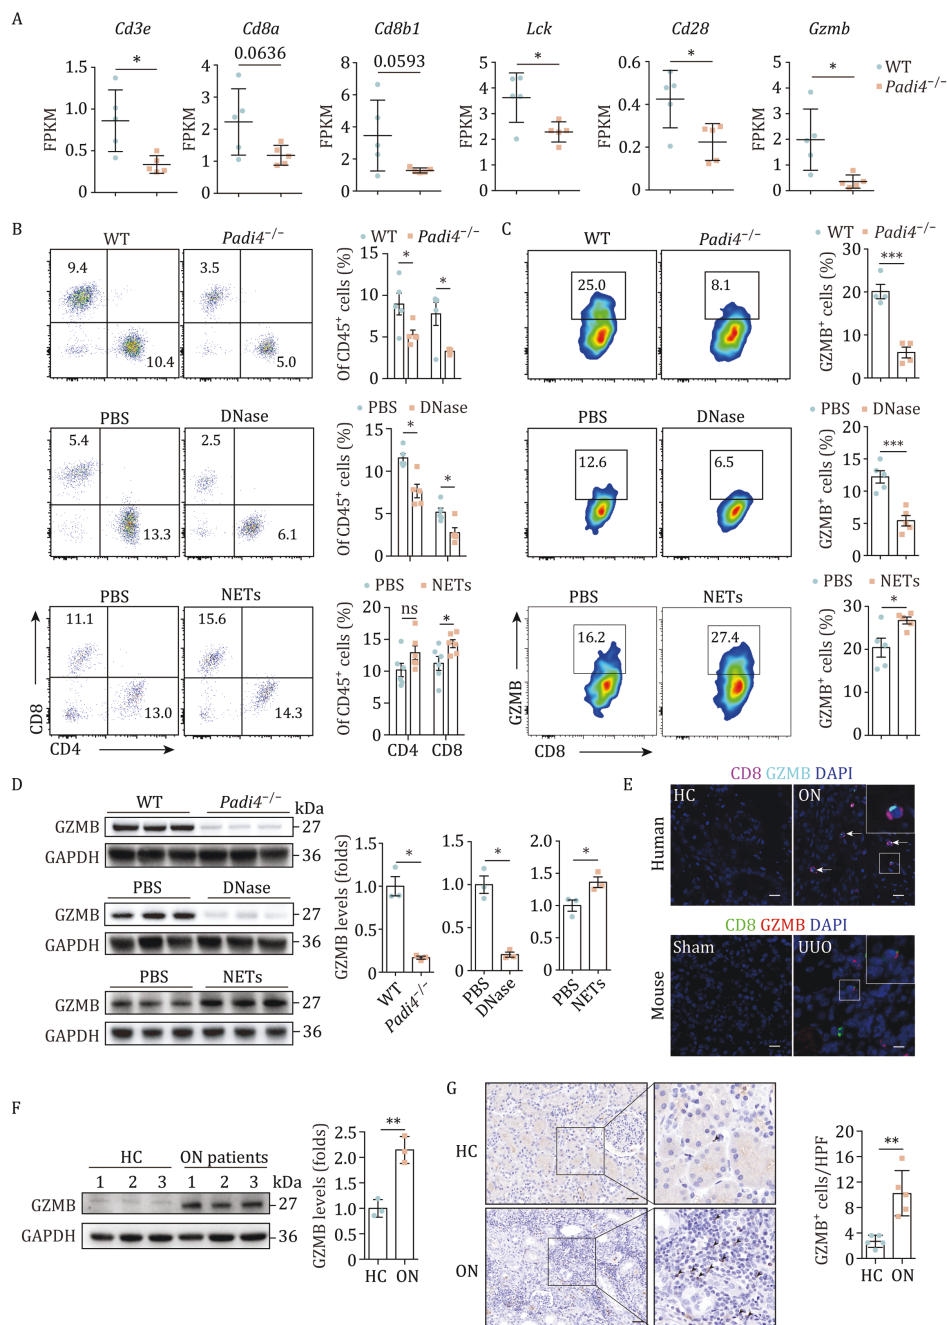 A
Cd3e Cd8a Cd8b1 Lck Cd28 Gzmb
* 0.0636 0.0593 * * *
WT
Padi4−/−
FPKM
1.5
1.0
0.5
0.0
FPKM
4
3
2
1
0
FPKM
8
6
4
2
0
FPKM
5
4
3
2
1
0
FPKM
0.6
0.4
0.2
0.0
FPKM
5
4
3
2
1
0
B
WT Padi4−/−
9.4 3.5
10.4 5.0
WT Padi4−/−
Of CD45+ cells (%)
15
10
5
0
* *
PBS DNase
5.4 2.5
13.3 6.1
PBS DNase
Of CD45+ cells (%)
15
10
5
0
* *
PBS NETs
11.1 15.6
13.0 14.3
CD8
CD4
PBS NETs
Of CD45+ cells (%)
20
15
10
5
0
ns *
CD4 CD8
C
WT Padi4−/−
25.0 8.1
WT Padi4−/−
GZMB+ cells (%)
30
20
10
0
***
PBS DNase
12.6 6.5
PBS DNase
GZMB+ cells (%)
20
15
10
5
0
***
PBS NETs
16.2 27.4
GZMB
CD8
PBS NETs
GZMB+ cells (%)
30
20
10
0
*
D
WT Padi4−/− kDa
GZMB 27
GAPDH 36
PBS DNase
GZMB 27
GAPDH 36
PBS NETs
GZMB 27
GAPDH 36
GZMB levels (folds)
1.5
1.0
0.5
0
*
WT Padi4−/−
1.5
1.0
0.5
0
*
PBS DNase
2.0
1.5
1.0
0.5
0
*
PBS NETs
E
CD8 GZMB DAPI
Human
HC ON
CD8 GZMB DAPI
Mouse
Sham UUO
F
HC ON patients
1 2 3 1 2 3 kDa
GZMB 27
GAPDH 36
GZMB levels (folds)
2.5
2.0
1.5
1.0
0.5
0
**
HC ON
G
HC
ON
GZMB+ cells/HPF
20
16
12
8
4
0
**
HC ON